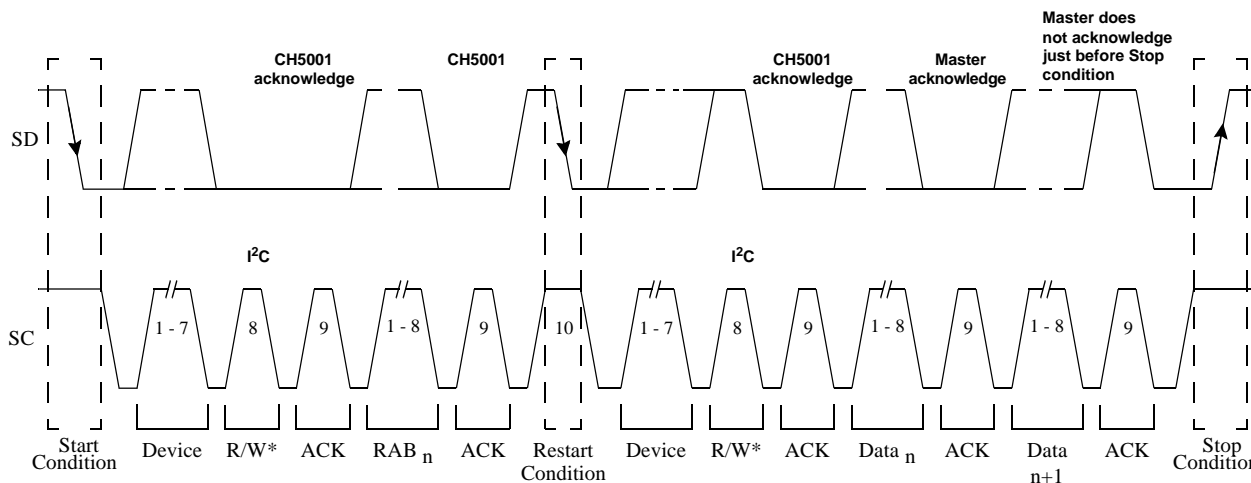 CH5001
acknowledge
CH5001
CH5001
acknowledge
Master
acknowledge
Master does
not acknowledge
just before Stop
condition
SD
I²C
I²C
SC
1 - 7
8
9
1 - 8
9
10
1 - 7
8
9
1 - 8
9
1 - 8
9
Start
Condition
Device
R/W*
ACK
RAB n
ACK
Restart
Condition
Device
R/W*
ACK
Data n
ACK
Data
n+1
ACK
Stop
Condition